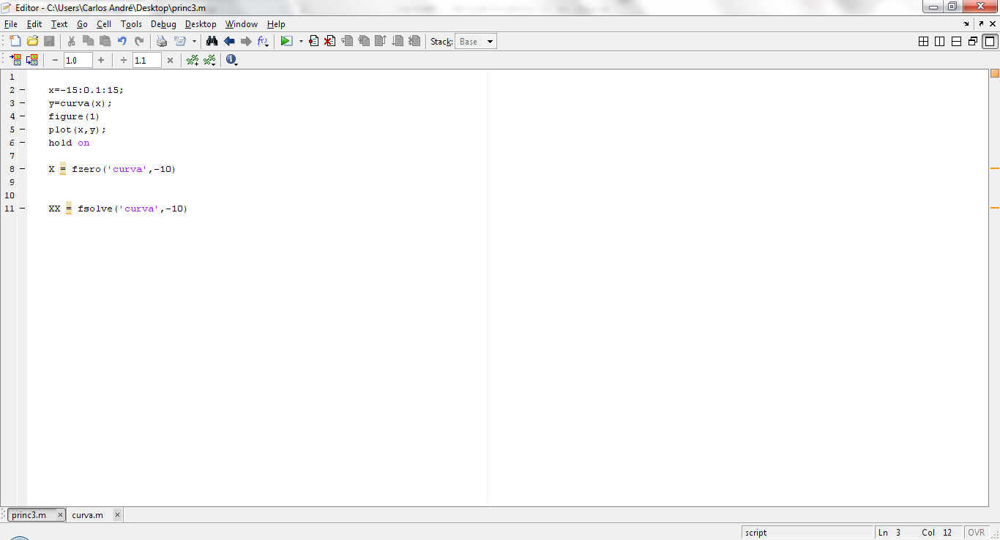 Editor - C:\Users\Carlos André\Desktop\princ3.m
File Edit Text Go Cell Tools Debug Desktop Window Help
Stack: Base
− 1.0 + ÷ 1.1 ×
1
2 − x=-15:0.1:15;
3 − y=curva(x);
4 − figure(1)
5 − plot(x,y);
6 − hold on
7
8 − X = fzero('curva',-10)
9
10
11 − XX = fsolve('curva',-10)
princ3.m × curva.m ×
script Ln 3 Col 12 OVR